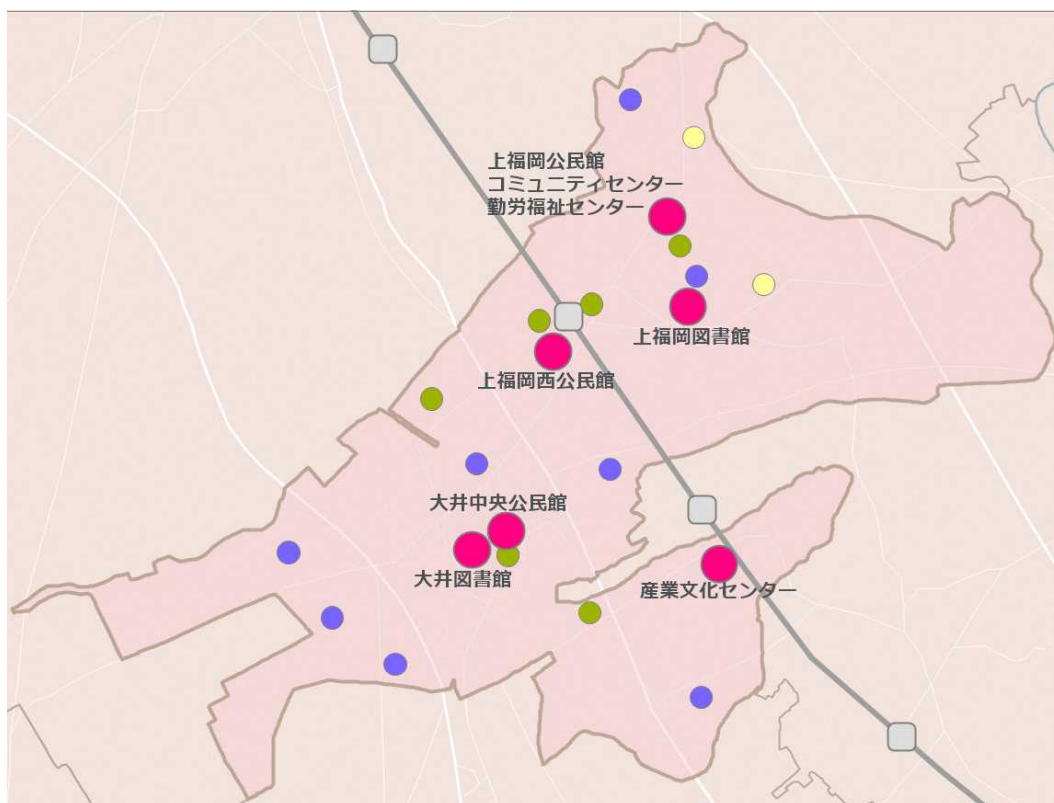 上福岡公民館
コミュニティセンター
勤労福祉センター
上福岡図書館
上福岡西公民館
大井中央公民館
大井図書館
産業文化センター